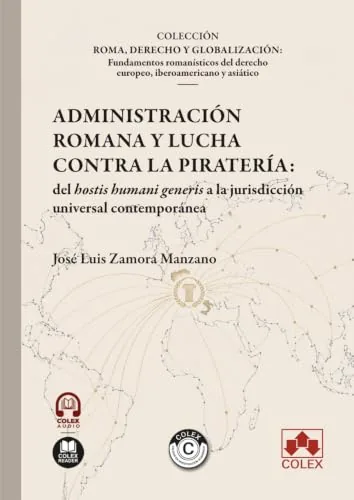 COLECCIÓN
ROMA, DERECHO Y GLOBALIZACIÓN:
Fundamentos romanísticos del derecho
europeo, iberoamericano y asiático
ADMINISTRACIÓN
ROMANA Y LUCHA
CONTRA LA PIRATERÍA:
del hostis humani generis a la jurisdicción
universal contemporánea
José Luis Zamora Manzano
COLEX
AUDIO
COLEX
READER
COLEX
C
COLEX